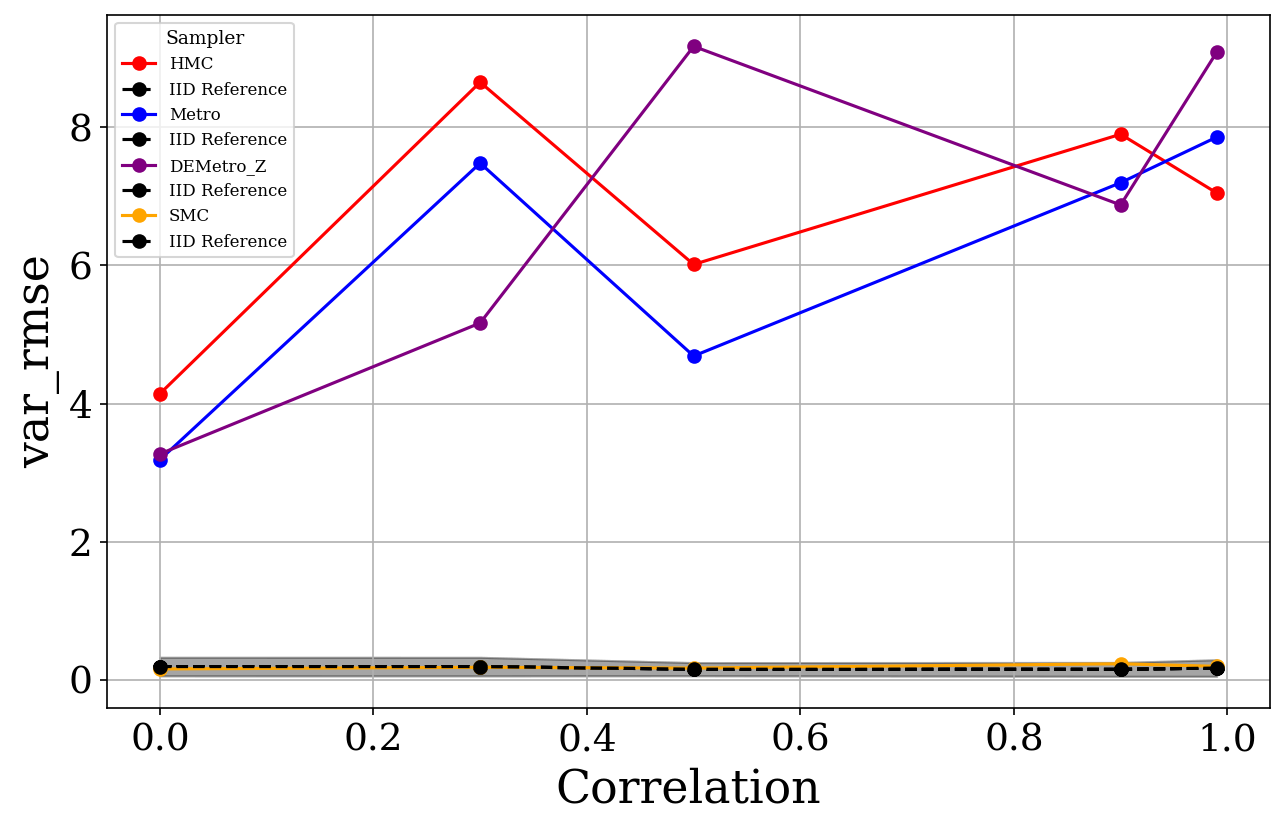 Sampler
HMC
IID Reference
Metro
IID Reference
DEMetro_Z
IID Reference
SMC
IID Reference
8
6
4
2
0
var_rmse
0.0 0.2 0.4 0.6 0.8 1.0
Correlation